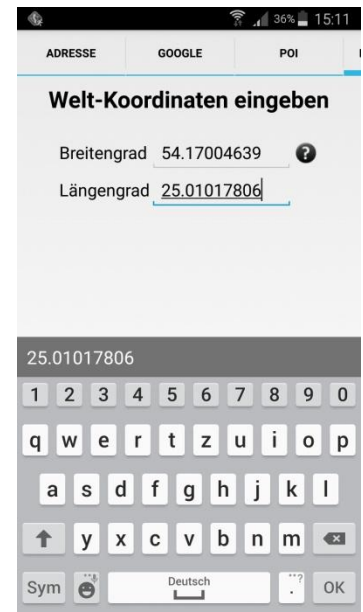 36% 15:11
ADRESSE GOOGLE POI
Welt-Koordinaten eingeben
Breitengrad 54.17004639 ?
Längengrad 25.01017806
25.01017806
1 2 3 4 5 6 7 8 9 0
q w e r t z u i o p
a s d f g h j k l
y x c v b n m
Sym Deutsch . ? OK